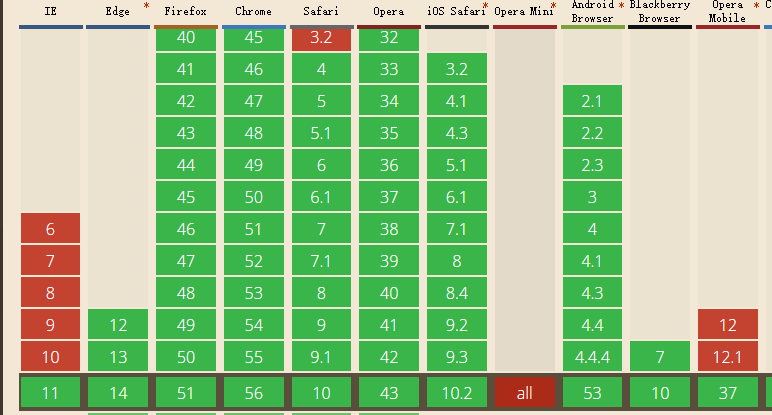 IE Edge * Firefox Chrome Safari Opera iOS Safari * Opera Mini * Android Browser * Blackberry Browser Opera Mobile *
40 45 3.2 32
41 46 4 33 3.2
42 47 5 34 4.1 2.1
43 48 5.1 35 4.3 2.2
44 49 6 36 5.1 2.3
45 50 6.1 37 6.1 3
6 46 51 7 38 7.1 4
7 47 52 7.1 39 8 4.1
8 48 53 8 40 8.4 4.3
9 12 49 54 9 41 9.2 4.4 12
10 13 50 55 9.1 42 9.3 4.4.4 7 12.1
11 14 51 56 10 43 10.2 all 53 10 37